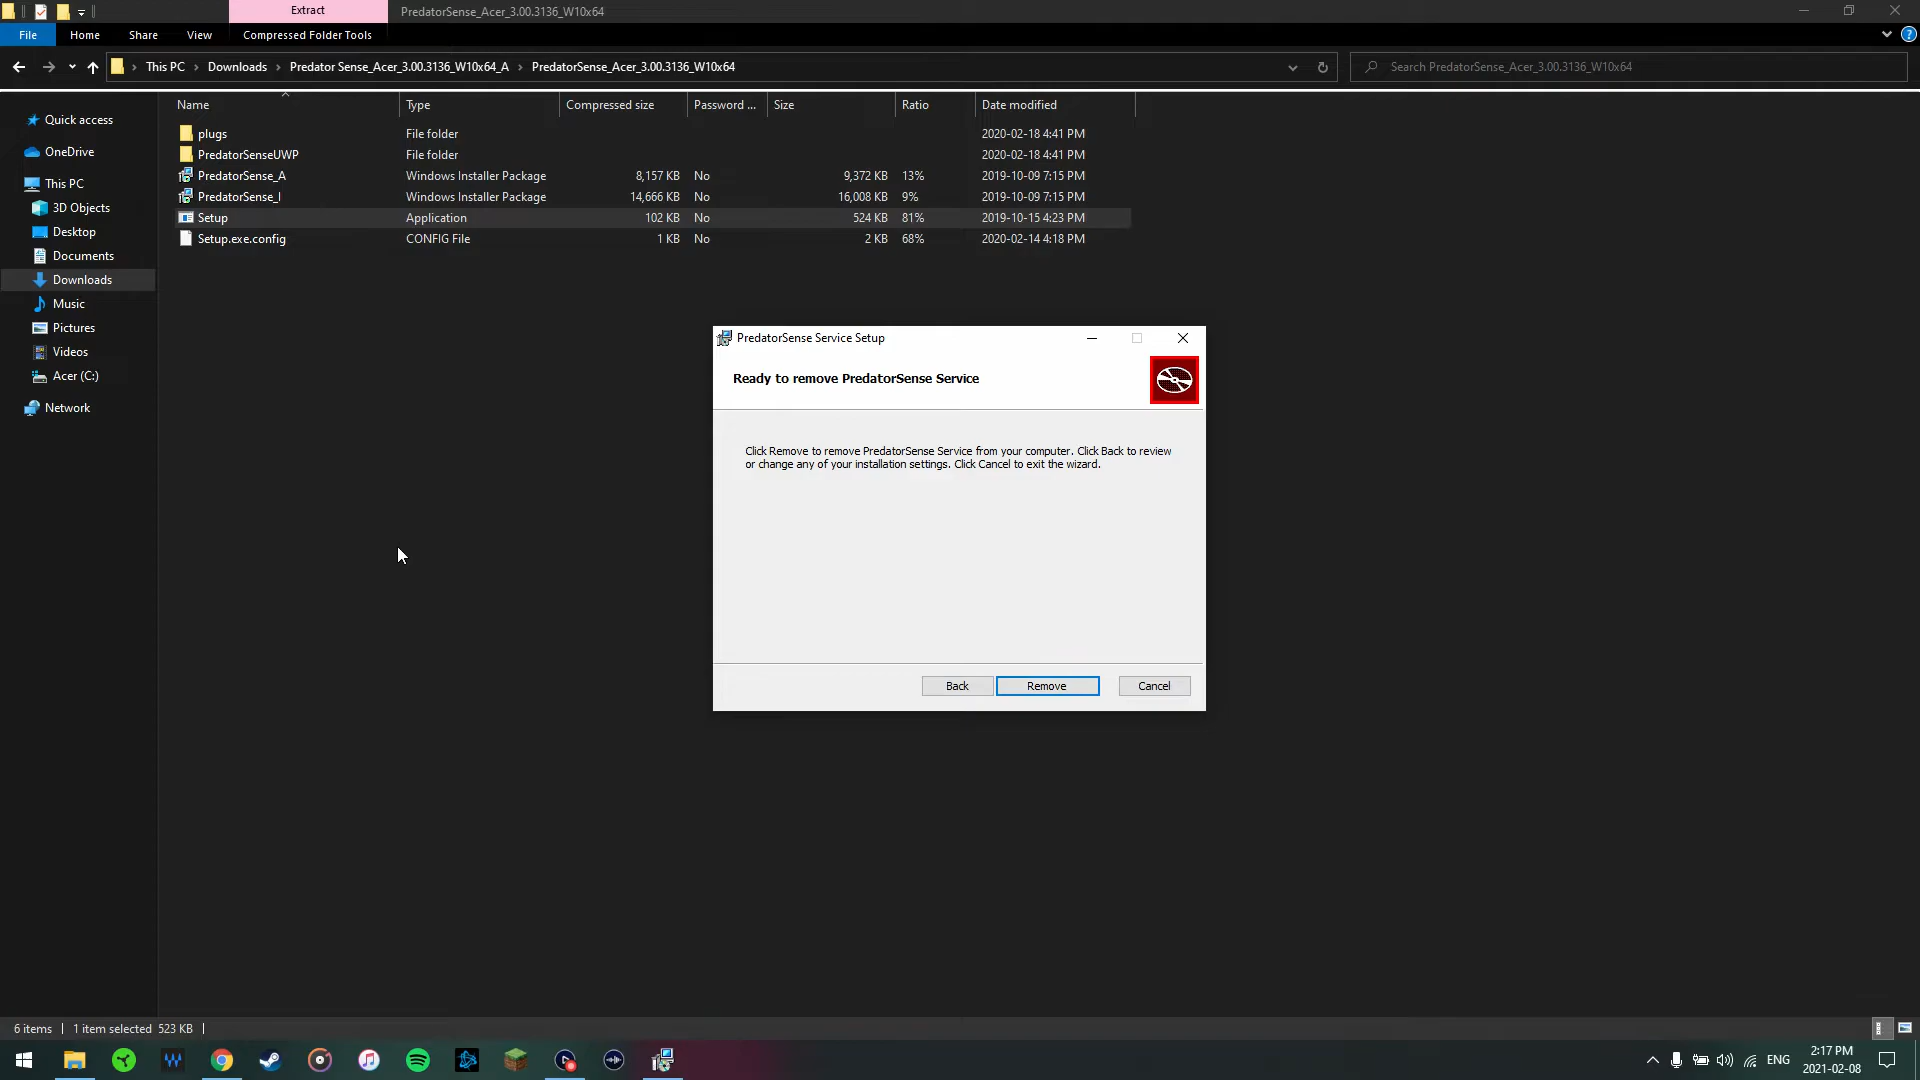 Extract
PredatorSense_Acer_3.00.3136_W10x64
File
Home
Share
View
Compressed Folder Tools
This PC
Downloads
Predator Sense_Acer_3.00.3136_W10x64_A
PredatorSense_Acer_3.00.3136_W10x64
Search PredatorSense_Acer_3.00.3136_W10x64
Name
Type
Compressed size
Password ...
Size
Ratio
Date modified
plugs
File folder
2020-02-18 4:41 PM
PredatorSenseUWP
File folder
2020-02-18 4:41 PM
PredatorSense_A
Windows Installer Package
8,157 KB
No
9,372 KB
13%
2019-10-09 7:15 PM
PredatorSense_I
Windows Installer Package
14,666 KB
No
16,008 KB
9%
2019-10-09 7:15 PM
Setup
Application
102 KB
No
524 KB
81%
2019-10-15 4:23 PM
Setup.exe.config
CONFIG File
1 KB
No
2 KB
68%
2020-02-14 4:18 PM
Quick access
OneDrive
This PC
3D Objects
Desktop
Documents
Downloads
Music
Pictures
Videos
Acer (C:)
Network
PredatorSense Service Setup
Ready to remove PredatorSense Service
Click Remove to remove PredatorSense Service from your computer. Click Back to review
or change any of your installation settings. Click Cancel to exit the wizard.
Back
Remove
Cancel
6 items
1 item selected 523 KB
ENG
2:17 PM
2021-02-08